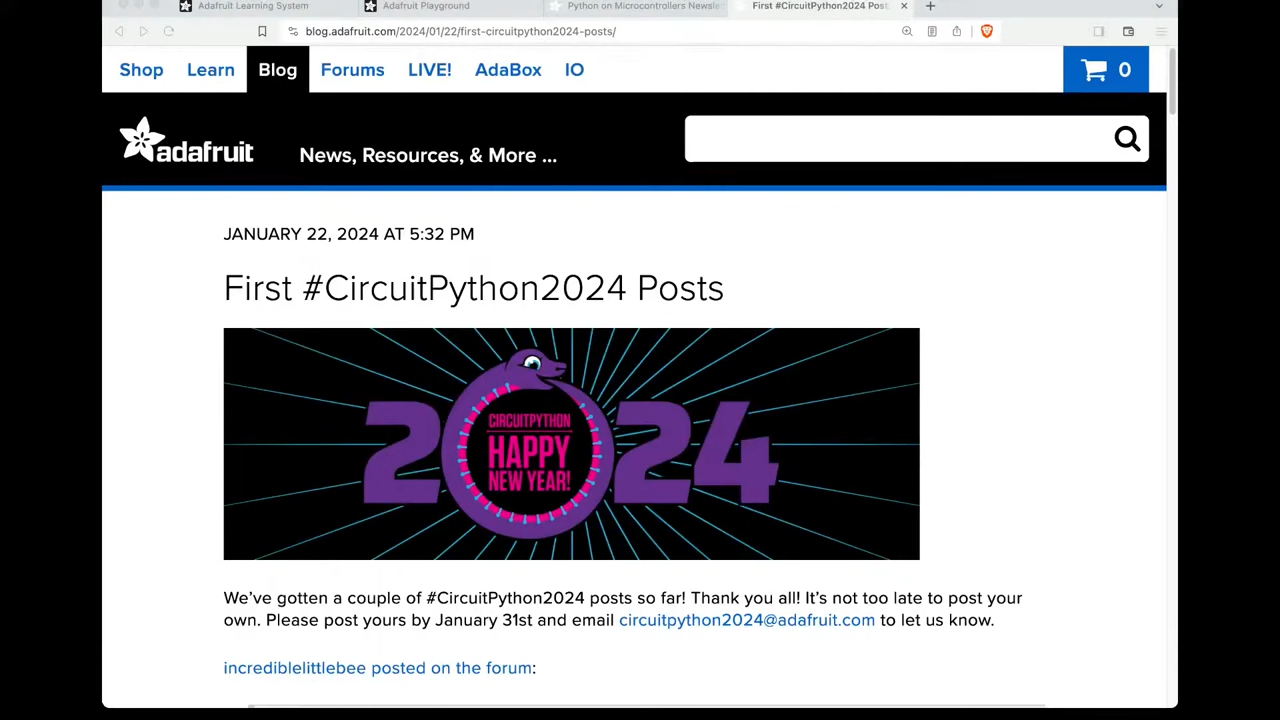 Adafruit Learning System
Adafruit Playground
Python on Microcontrollers Newsle
First #CircuitPython2024 Post
blog.adafruit.com/2024/01/22/first-circuitpython2024-posts/
Shop Learn Blog Forums LIVE! AdaBox IO 0
adafruit News, Resources, & More ...
JANUARY 22, 2024 AT 5:32 PM
First #CircuitPython2024 Posts
2 24
CIRCUITPYTHON
HAPPY
NEW YEAR!
We've gotten a couple of #CircuitPython2024 posts so far! Thank you all! It's not too late to post your
own. Please post yours by January 31st and email circuitpython2024@adafruit.com to let us know.
incrediblelittlebee posted on the forum: